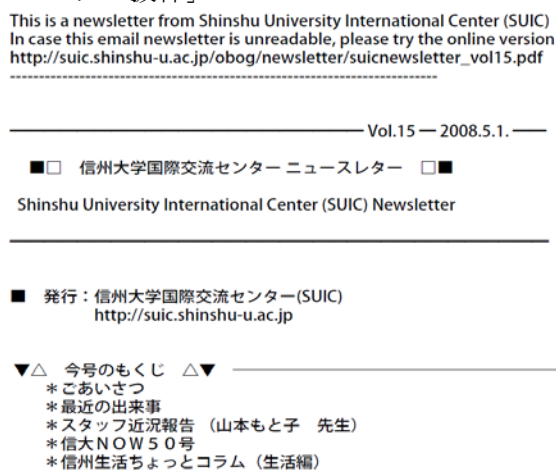 This is a newsletter from Shinshu University International Center (SUIC)
In case this email newsletter is unreadable, please try the online version
http://suic.shinshu-u.ac.jp/obog/newsletter/suicnewsletter_vol15.pdf
--------------------------------------------------------------------------
Vol.15 — 2008.5.1.
■□ 信州大学国際交流センター ニュースレター □■
Shinshu University International Center (SUIC) Newsletter
■ 発行：信州大学国際交流センター(SUIC)
http://suic.shinshu-u.ac.jp
▼△ 今号のもくじ △▼
＊ごあいさつ
＊最近の出来事
＊スタッフ近況報告 （山本もと子 先生）
＊信大ＮＯＷ５０号
＊信州生活ちょっとコラム（生活編）